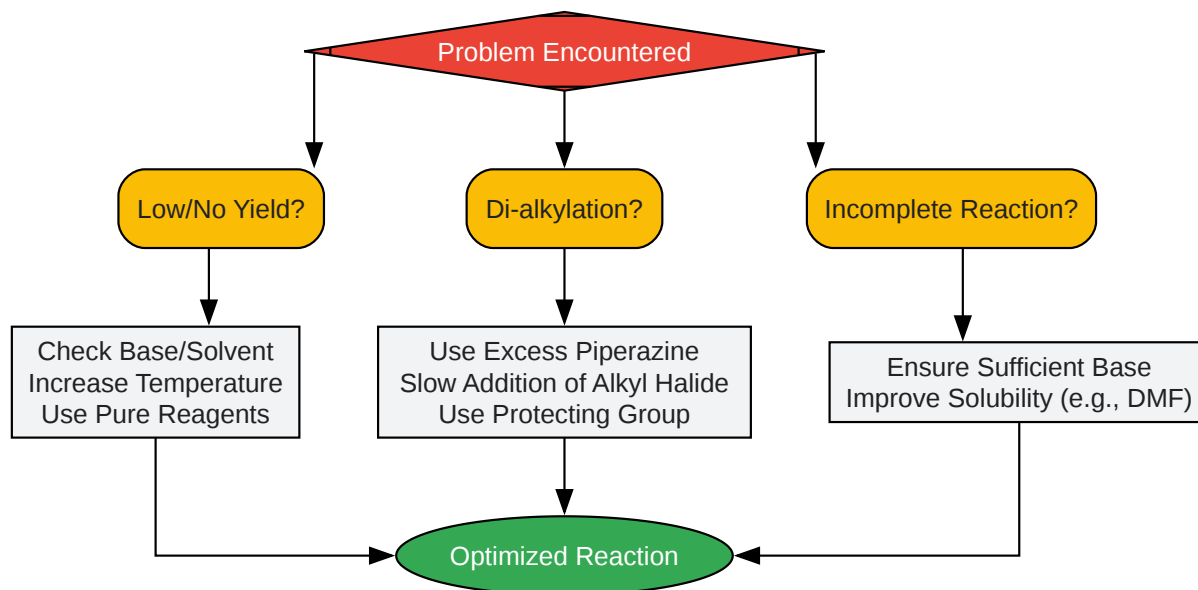 Problem Encountered
Low/No Yield?
Di-alkylation?
Incomplete Reaction?
Check Base/Solvent
Increase Temperature
Use Pure Reagents
Use Excess Piperazine
Slow Addition of Alkyl Halide
Use Protecting Group
Ensure Sufficient Base
Improve Solubility (e.g., DMF)
Optimized Reaction